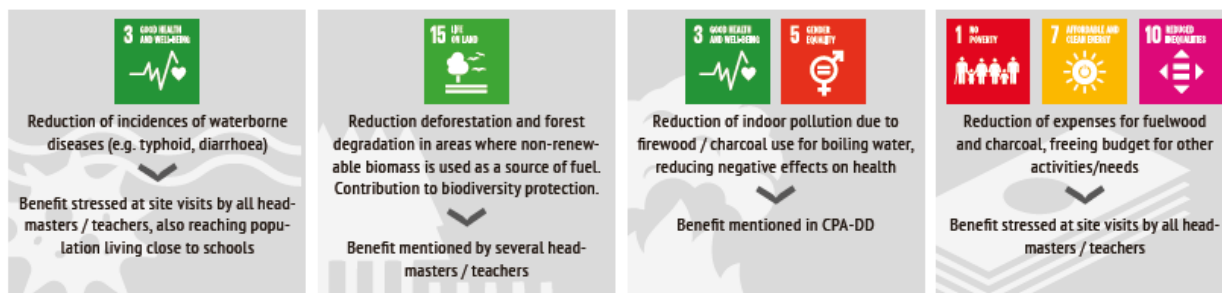 3 GOOD HEALTH
AND WELL-BEING
Reduction of incidences of waterborne
diseases (e.g. typhoid, diarrhoea)
Benefit stressed at site visits by all head-
masters / teachers, also reaching popu-
lation living close to schools
15 LIFE
ON LAND
Reduction deforestation and forest
degradation in areas where non-renew-
able biomass is used as a source of fuel.
Contribution to biodiversity protection.
Benefit mentioned by several head-
masters / teachers
3 GOOD HEALTH
AND WELL-BEING
5 GENDER
EQUALITY
Reduction of indoor pollution due to
firewood / charcoal use for boiling water,
reducing negative effects on health
Benefit mentioned in CPA-DD
1 NO
POVERTY
7 AFFORDABLE AND
CLEAN ENERGY
10 REDUCED
INEQUALITIES
Reduction of expenses for fuelwood
and charcoal, freeing budget for other
activities/needs
Benefit stressed at site visits by all head-
masters / teachers